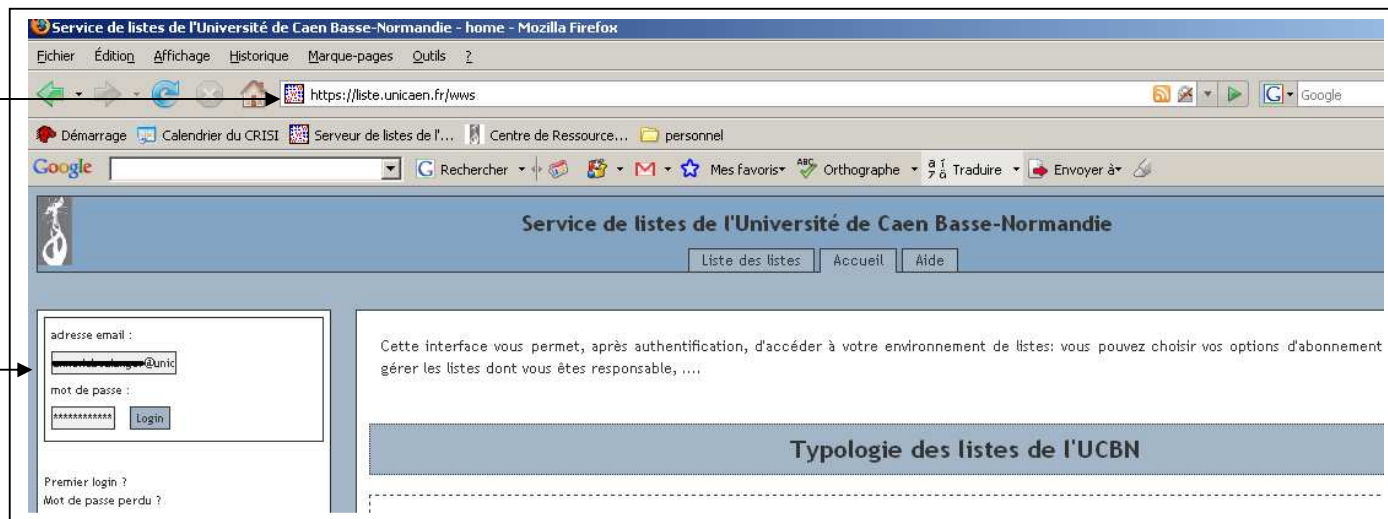 Service de listes de l'Université de Caen Basse-Normandie - home - Mozilla Firefox
Fichier Édition Affichage Historique Marque-pages Outils ?
https://liste.unicaen.fr/wws
G Google
Démarrage Calendrier du CRISI Serveur de listes de l'... Centre de Ressource... personnel
Google G Rechercher Mes favoris ABC Orthographe Traduire Envoyer à
Service de listes de l'Université de Caen Basse-Normandie
Liste des listes Accueil Aide
adresse email :
@unic
mot de passe :
************ Login
Premier login ?
Mot de passe perdu ?
Cette interface vous permet, après authentification, d'accéder à votre environnement de listes: vous pouvez choisir vos options d'abonnement
gérer les listes dont vous êtes responsable, ....
Typologie des listes de l'UCBN